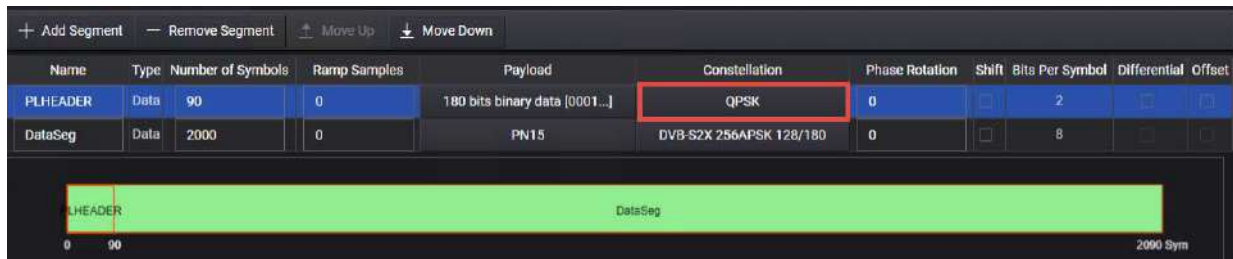 + Add Segment — Remove Segment Move Up Move Down
Name Type Number of Symbols Ramp Samples Payload Constellation Phase Rotation Shift Bits Per Symbol Differential Offset
PLHEADER Data 90 0 180 bits binary data [0001...] QPSK 0 2
DataSeg Data 2000 0 PN15 DVB-S2X 256APSK 128/180 0 8
PLHEADER DataSeg
0 90 2090 Sym